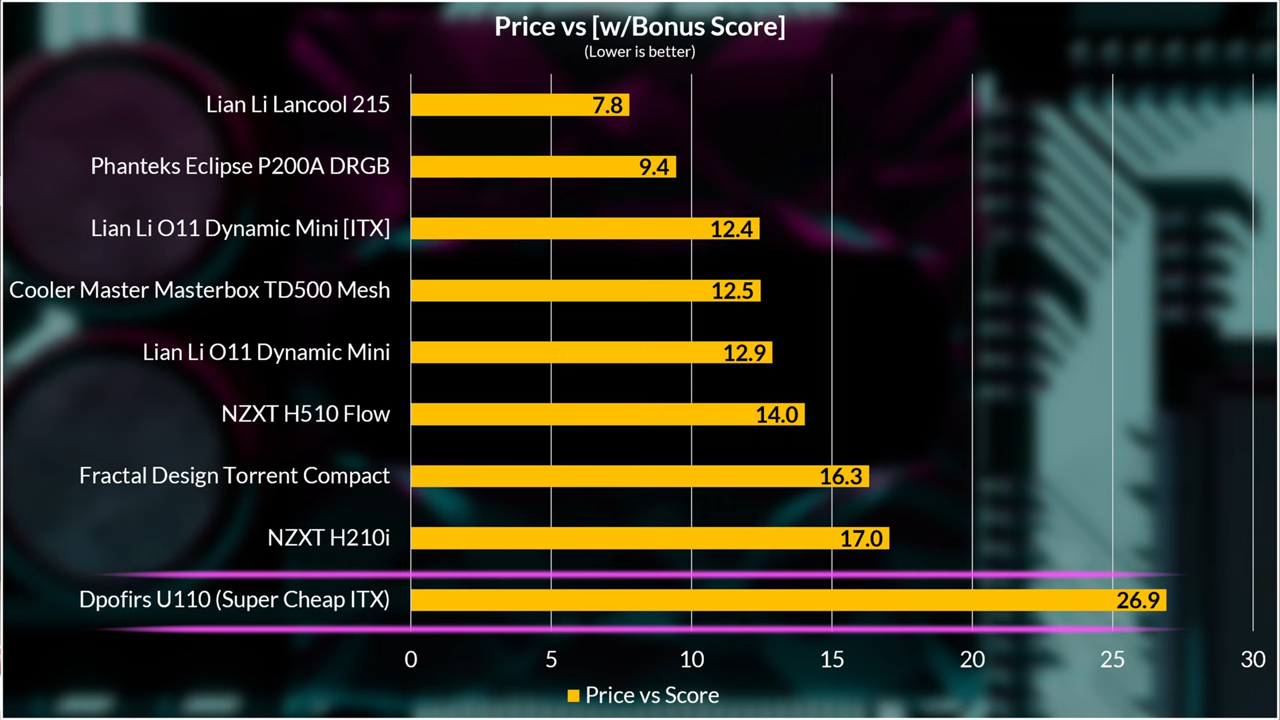 Price vs [w/Bonus Score]
(Lower is better)
Lian Li Lancool 215
7.8
Phanteks Eclipse P200A DRGB
9.4
Lian Li O11 Dynamic Mini [ITX]
12.4
Cooler Master Masterbox TD500 Mesh
12.5
Lian Li O11 Dynamic Mini
12.9
NZXT H510 Flow
14.0
Fractal Design Torrent Compact
16.3
NZXT H210i
17.0
Dpofirs U110 (Super Cheap ITX)
26.9
0 5 10 15 20 25 30
Price vs Score